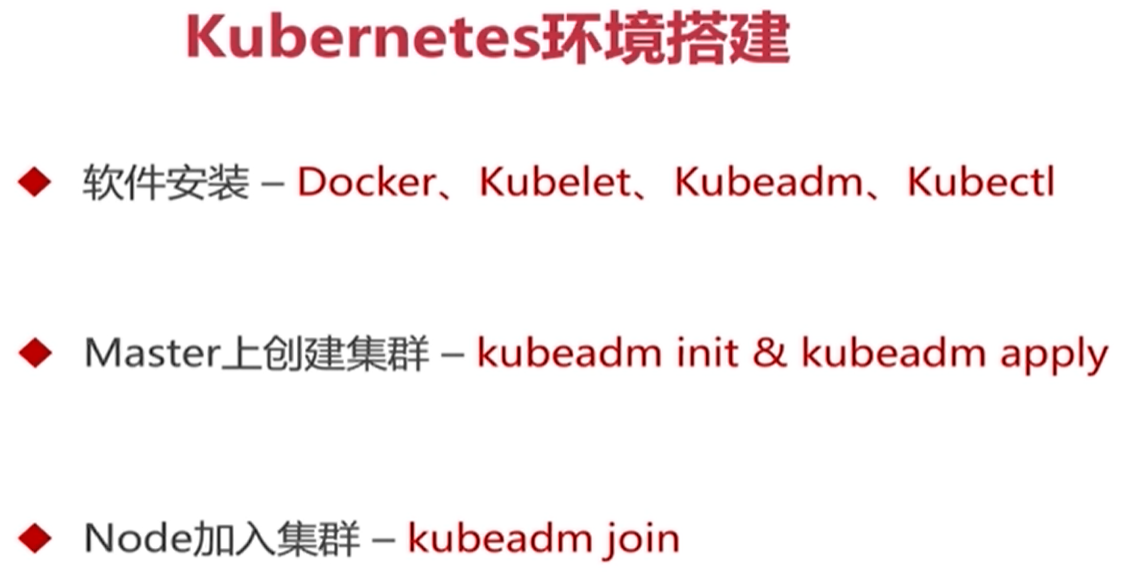 Kubernetes环境搭建
软件安装 – Docker、Kubelet、Kubeadm、Kubectl
Master上创建集群 – kubeadm init & kubeadm apply
Node加入集群 – kubeadm join